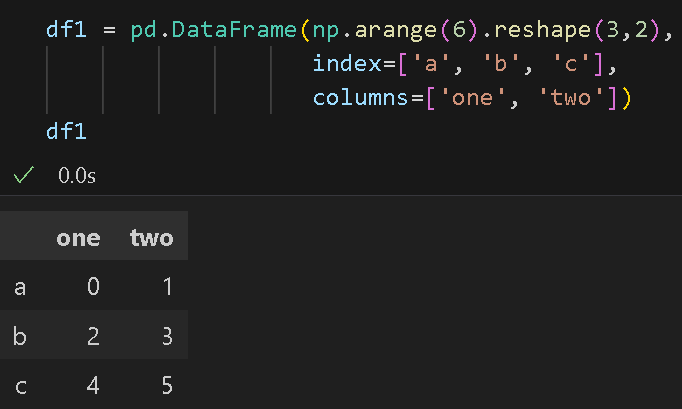 df1 = pd.DataFrame(np.arange(6).reshape(3,2),
index=['a', 'b', 'c'],
columns=['one', 'two'])
df1
0.0s
one two
a 0 1
b 2 3
c 4 5